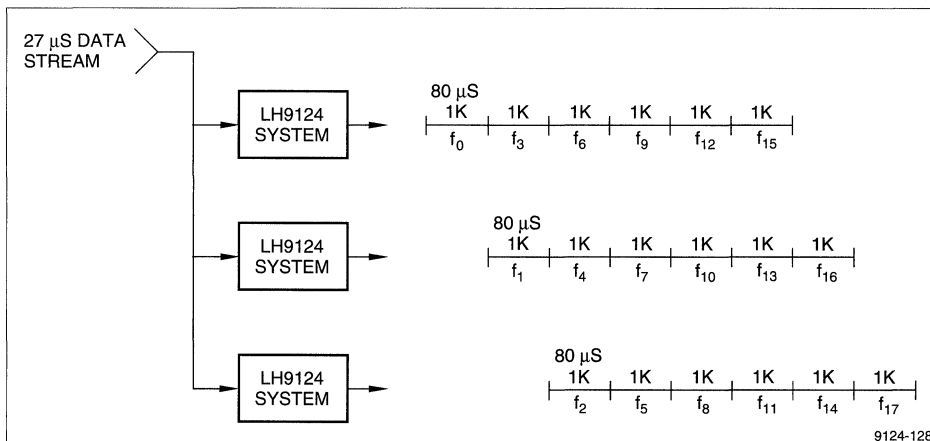 27 µS DATA
STREAM
80 µS
LH9124
SYSTEM
1K 1K 1K 1K 1K 1K
f0 f3 f6 f9 f12 f15
80 µS
LH9124
SYSTEM
1K 1K 1K 1K 1K 1K
f1 f4 f7 f10 f13 f16
80 µS
LH9124
SYSTEM
1K 1K 1K 1K 1K 1K
f2 f5 f8 f11 f14 f17
9124-128